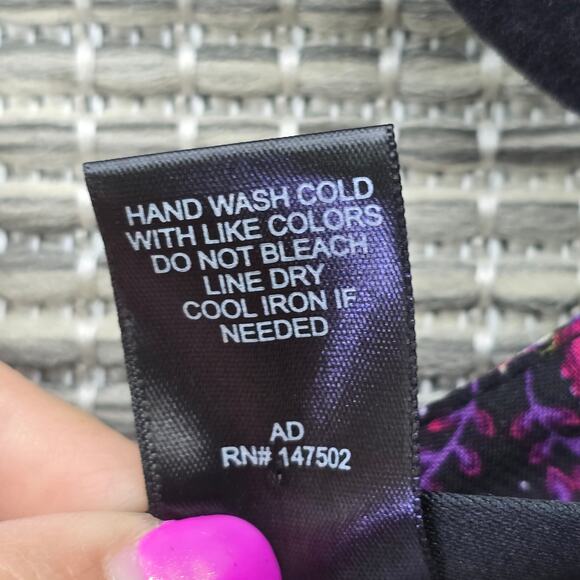 HAND WASH COLD
WITH LIKE COLORS
DO NOT BLEACH
LINE DRY
COOL IRON IF
NEEDED
AD
RN# 147502